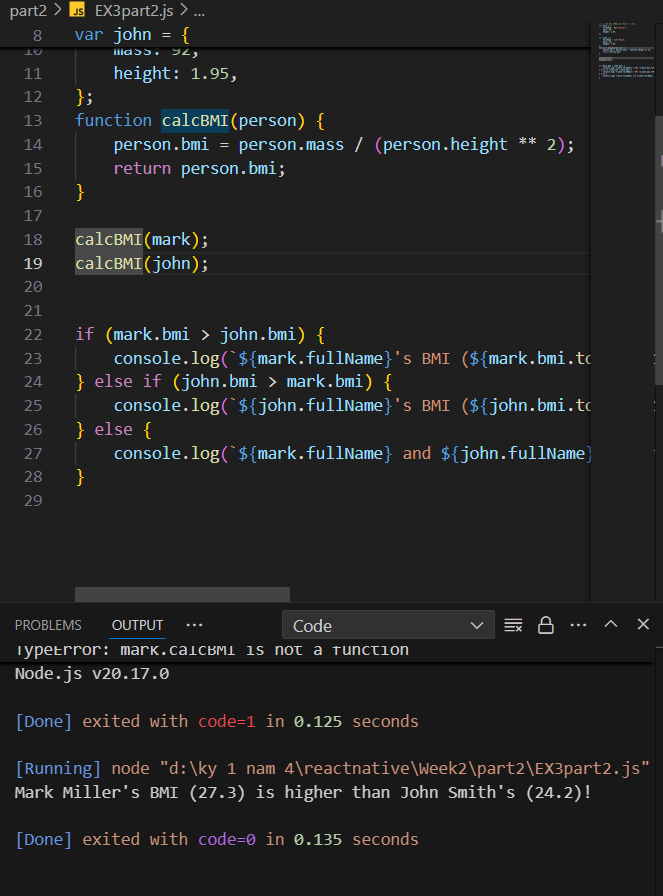 part2 > JS EX3part2.js > ...
8 var john = {
10 mass: 92,
11 height: 1.95,
12 };
13 function calcBMI(person) {
14 person.bmi = person.mass / (person.height ** 2);
15 return person.bmi;
16 }
17
18 calcBMI(mark);
19 calcBMI(john);
20
21
22 if (mark.bmi > john.bmi) {
23 console.log(`${mark.fullName}'s BMI (${mark.bmi.to
24 } else if (john.bmi > mark.bmi) {
25 console.log(`${john.fullName}'s BMI (${john.bmi.to
26 } else {
27 console.log(`${mark.fullName} and ${john.fullName}
28 }
29
PROBLEMS OUTPUT ... Code ...
TypeError: mark.calcBMI is not a function
Node.js v20.17.0
[Done] exited with code=1 in 0.125 seconds
[Running] node "d:\ky 1 nam 4\reactnative\Week2\part2\EX3part2.js"
Mark Miller's BMI (27.3) is higher than John Smith's (24.2)!
[Done] exited with code=0 in 0.135 seconds